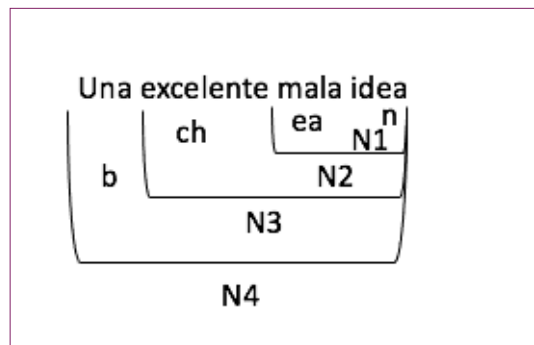 Una excelente mala idea
ch ea n
N1
b N2
N3
N4